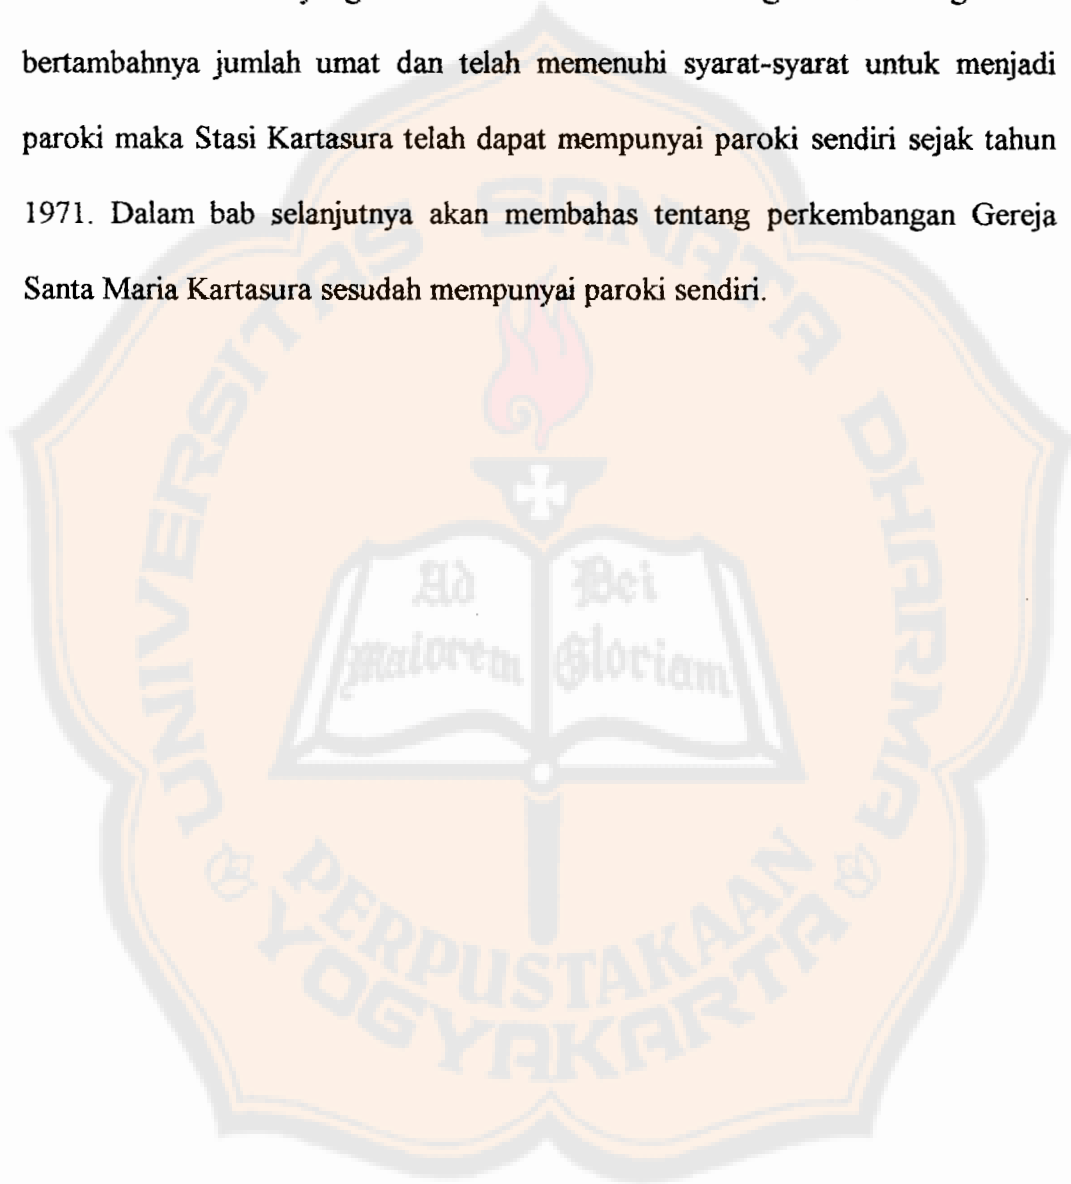 bertambahnya jumlah umat dan telah memenuhi syarat-syarat untuk menjadi
paroki maka Stasi Kartasura telah dapat mempunyai paroki sendiri sejak tahun
1971. Dalam bab selanjutnya akan membahas tentang perkembangan Gereja
Santa Maria Kartasura sesudah mempunyai paroki sendiri.
UNIVERSITAS SANATA DHARMA
Ad Dei
Maiorem Gloriam
PERPUSTAKAAN
YOGYAKARTA